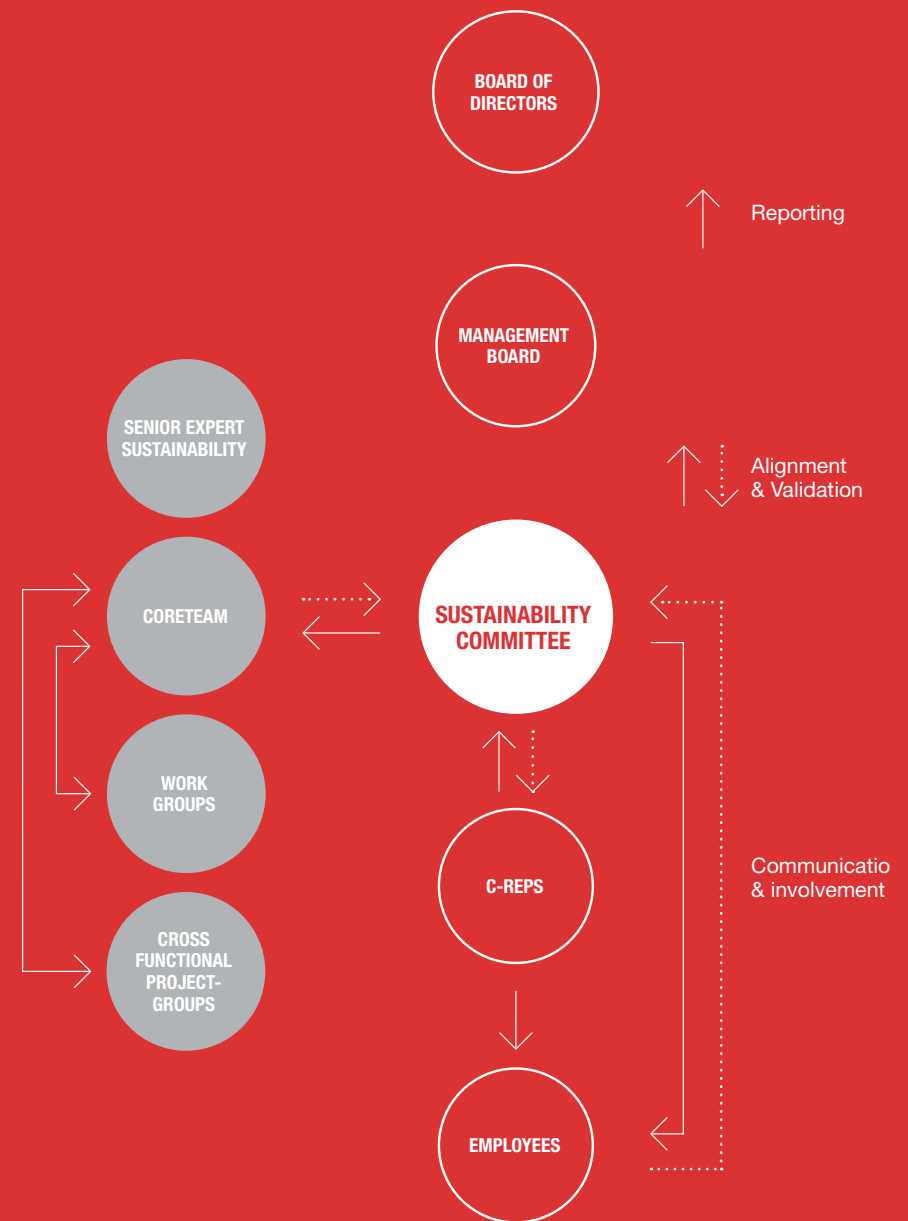 BOARD OF
DIRECTORS
Reporting
MANAGEMENT
BOARD
SENIOR EXPERT
SUSTAINABILITY
Alignment
& Validation
CORETEAM
SUSTAINABILITY
COMMITTEE
WORK
GROUPS
C-REPS
Communicatio
& involvement
CROSS
FUNCTIONAL
PROJECT-
GROUPS
EMPLOYEES